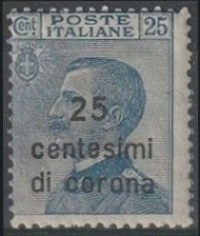 Cent POSTE 25
ITALIANE
25
centesimi
di corona